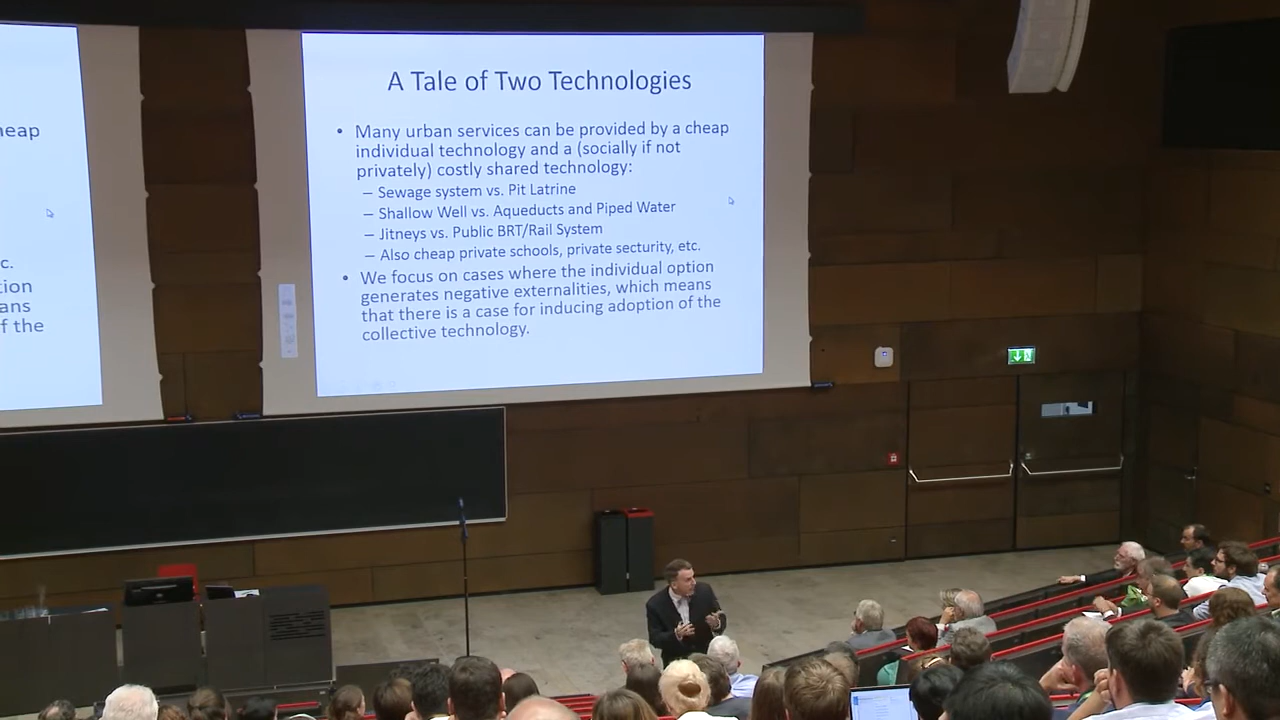 heap
c.
tion
ans
f the
A Tale of Two Technologies
• Many urban services can be provided by a cheap
individual technology and a (socially if not
privately) costly shared technology:
– Sewage system vs. Pit Latrine
– Shallow Well vs. Aqueducts and Piped Water
– Jitneys vs. Public BRT/Rail System
– Also cheap private schools, private secturity, etc.
• We focus on cases where the individual option
generates negative externalities, which means
that there is a case for inducing adoption of the
collective technology.